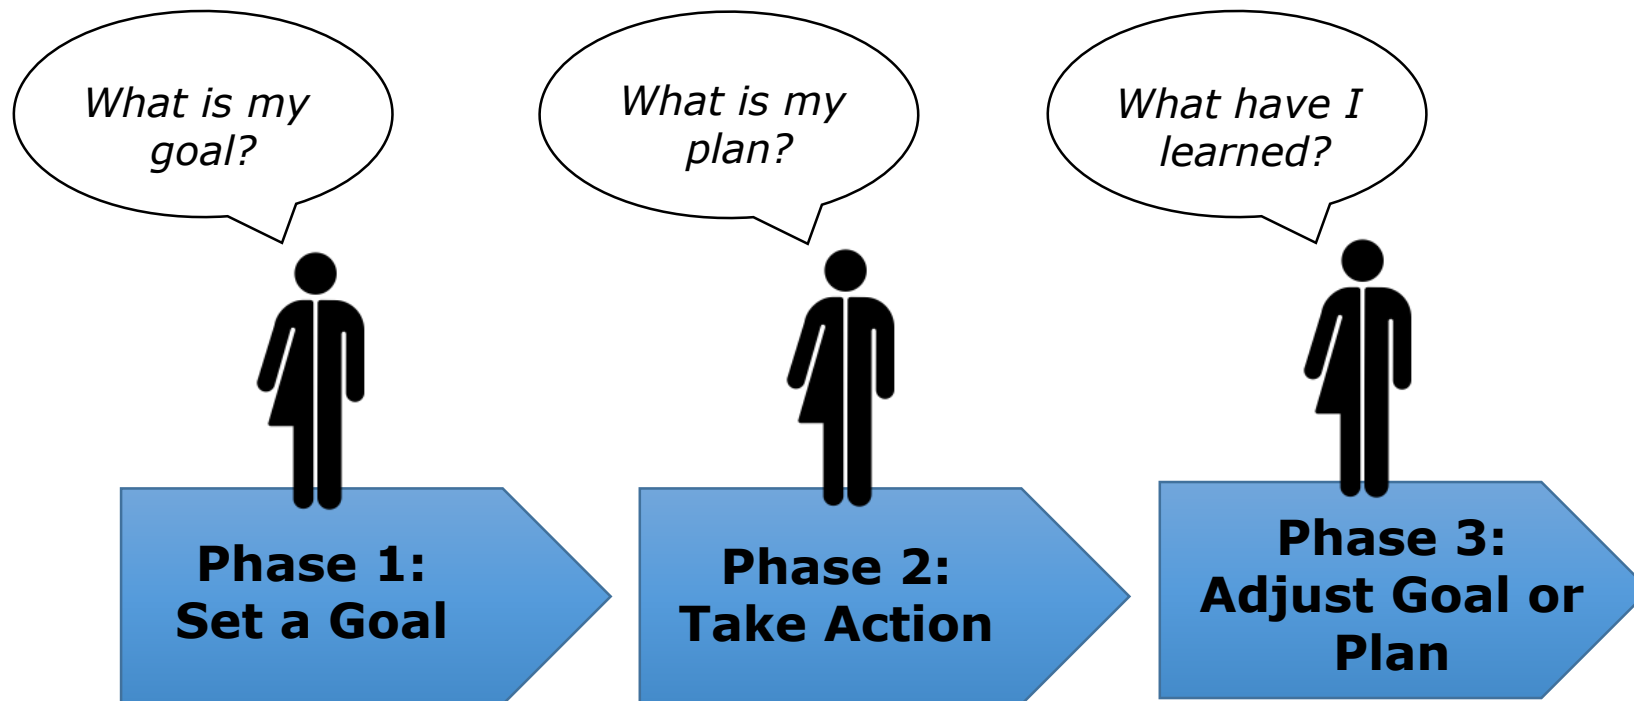 What is my
goal?
What is my
plan?
What have I
learned?
Phase 1:
Set a Goal
Phase 2:
Take Action
Phase 3:
Adjust Goal or
Plan